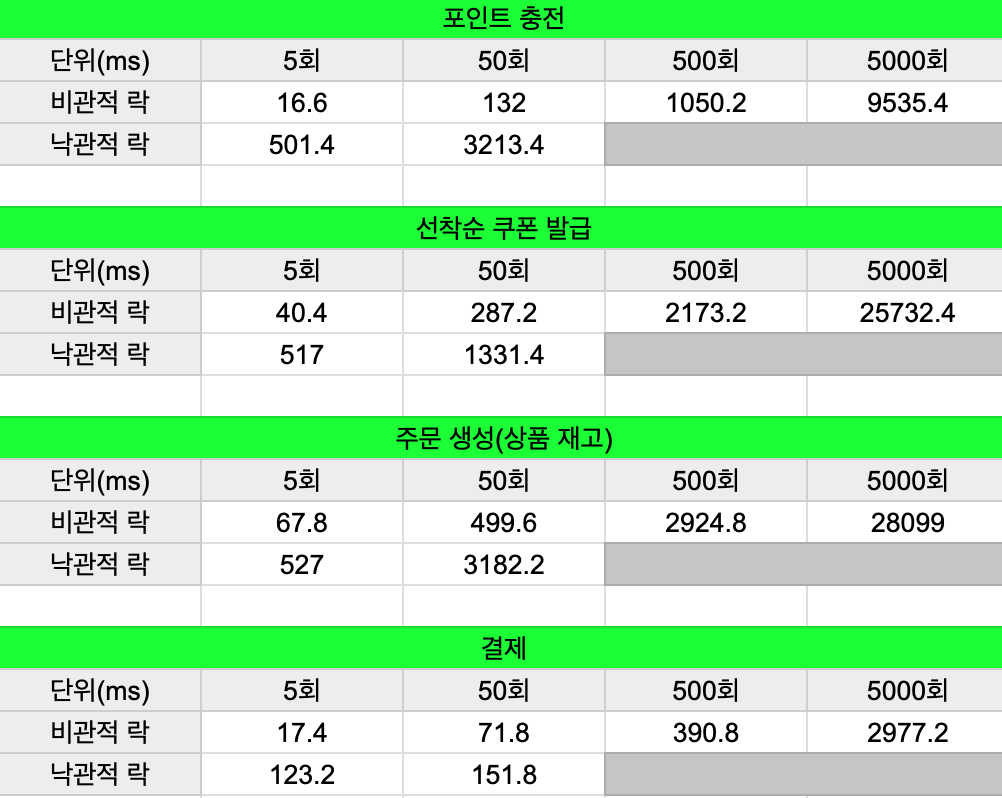 포인트 충전
단위(ms) 5회 50회 500회 5000회
비관적 락 16.6 132 1050.2 9535.4
낙관적 락 501.4 3213.4
선착순 쿠폰 발급
단위(ms) 5회 50회 500회 5000회
비관적 락 40.4 287.2 2173.2 25732.4
낙관적 락 517 1331.4
주문 생성(상품 재고)
단위(ms) 5회 50회 500회 5000회
비관적 락 67.8 499.6 2924.8 28099
낙관적 락 527 3182.2
결제
단위(ms) 5회 50회 500회 5000회
비관적 락 17.4 71.8 390.8 2977.2
낙관적 락 123.2 151.8